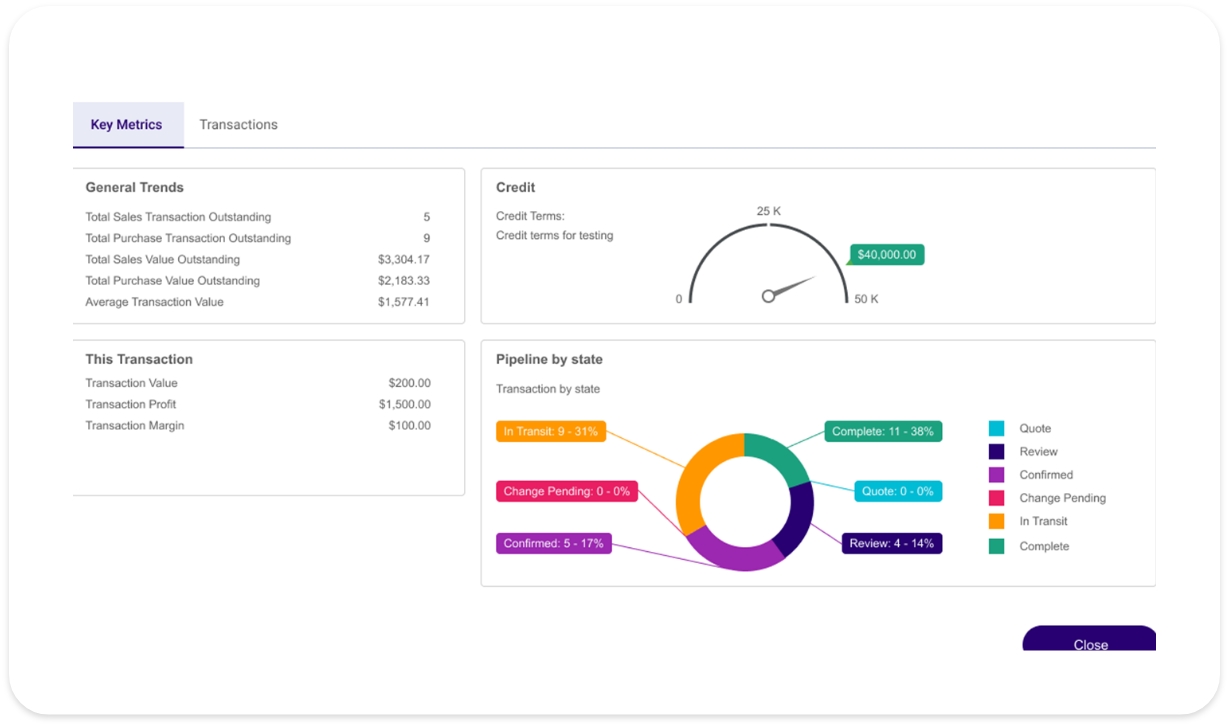 Key Metrics Transactions
General Trends
Total Sales Transaction Outstanding 5
Total Purchase Transaction Outstanding 9
Total Sales Value Outstanding $3,304.17
Total Purchase Value Outstanding $2,183.33
Average Transaction Value $1,577.41
Credit
Credit Terms:
Credit terms for testing
25 K
$40,000.00
0 50 K
This Transaction
Transaction Value $200.00
Transaction Profit $1,500.00
Transaction Margin $100.00
Pipeline by state
Transaction by state
In Transit: 9 - 31%
Complete: 11 - 38%
Change Pending: 0 - 0%
Quote: 0 - 0%
Confirmed: 5 - 17%
Review: 4 - 14%
Quote
Review
Confirmed
Change Pending
In Transit
Complete
Close